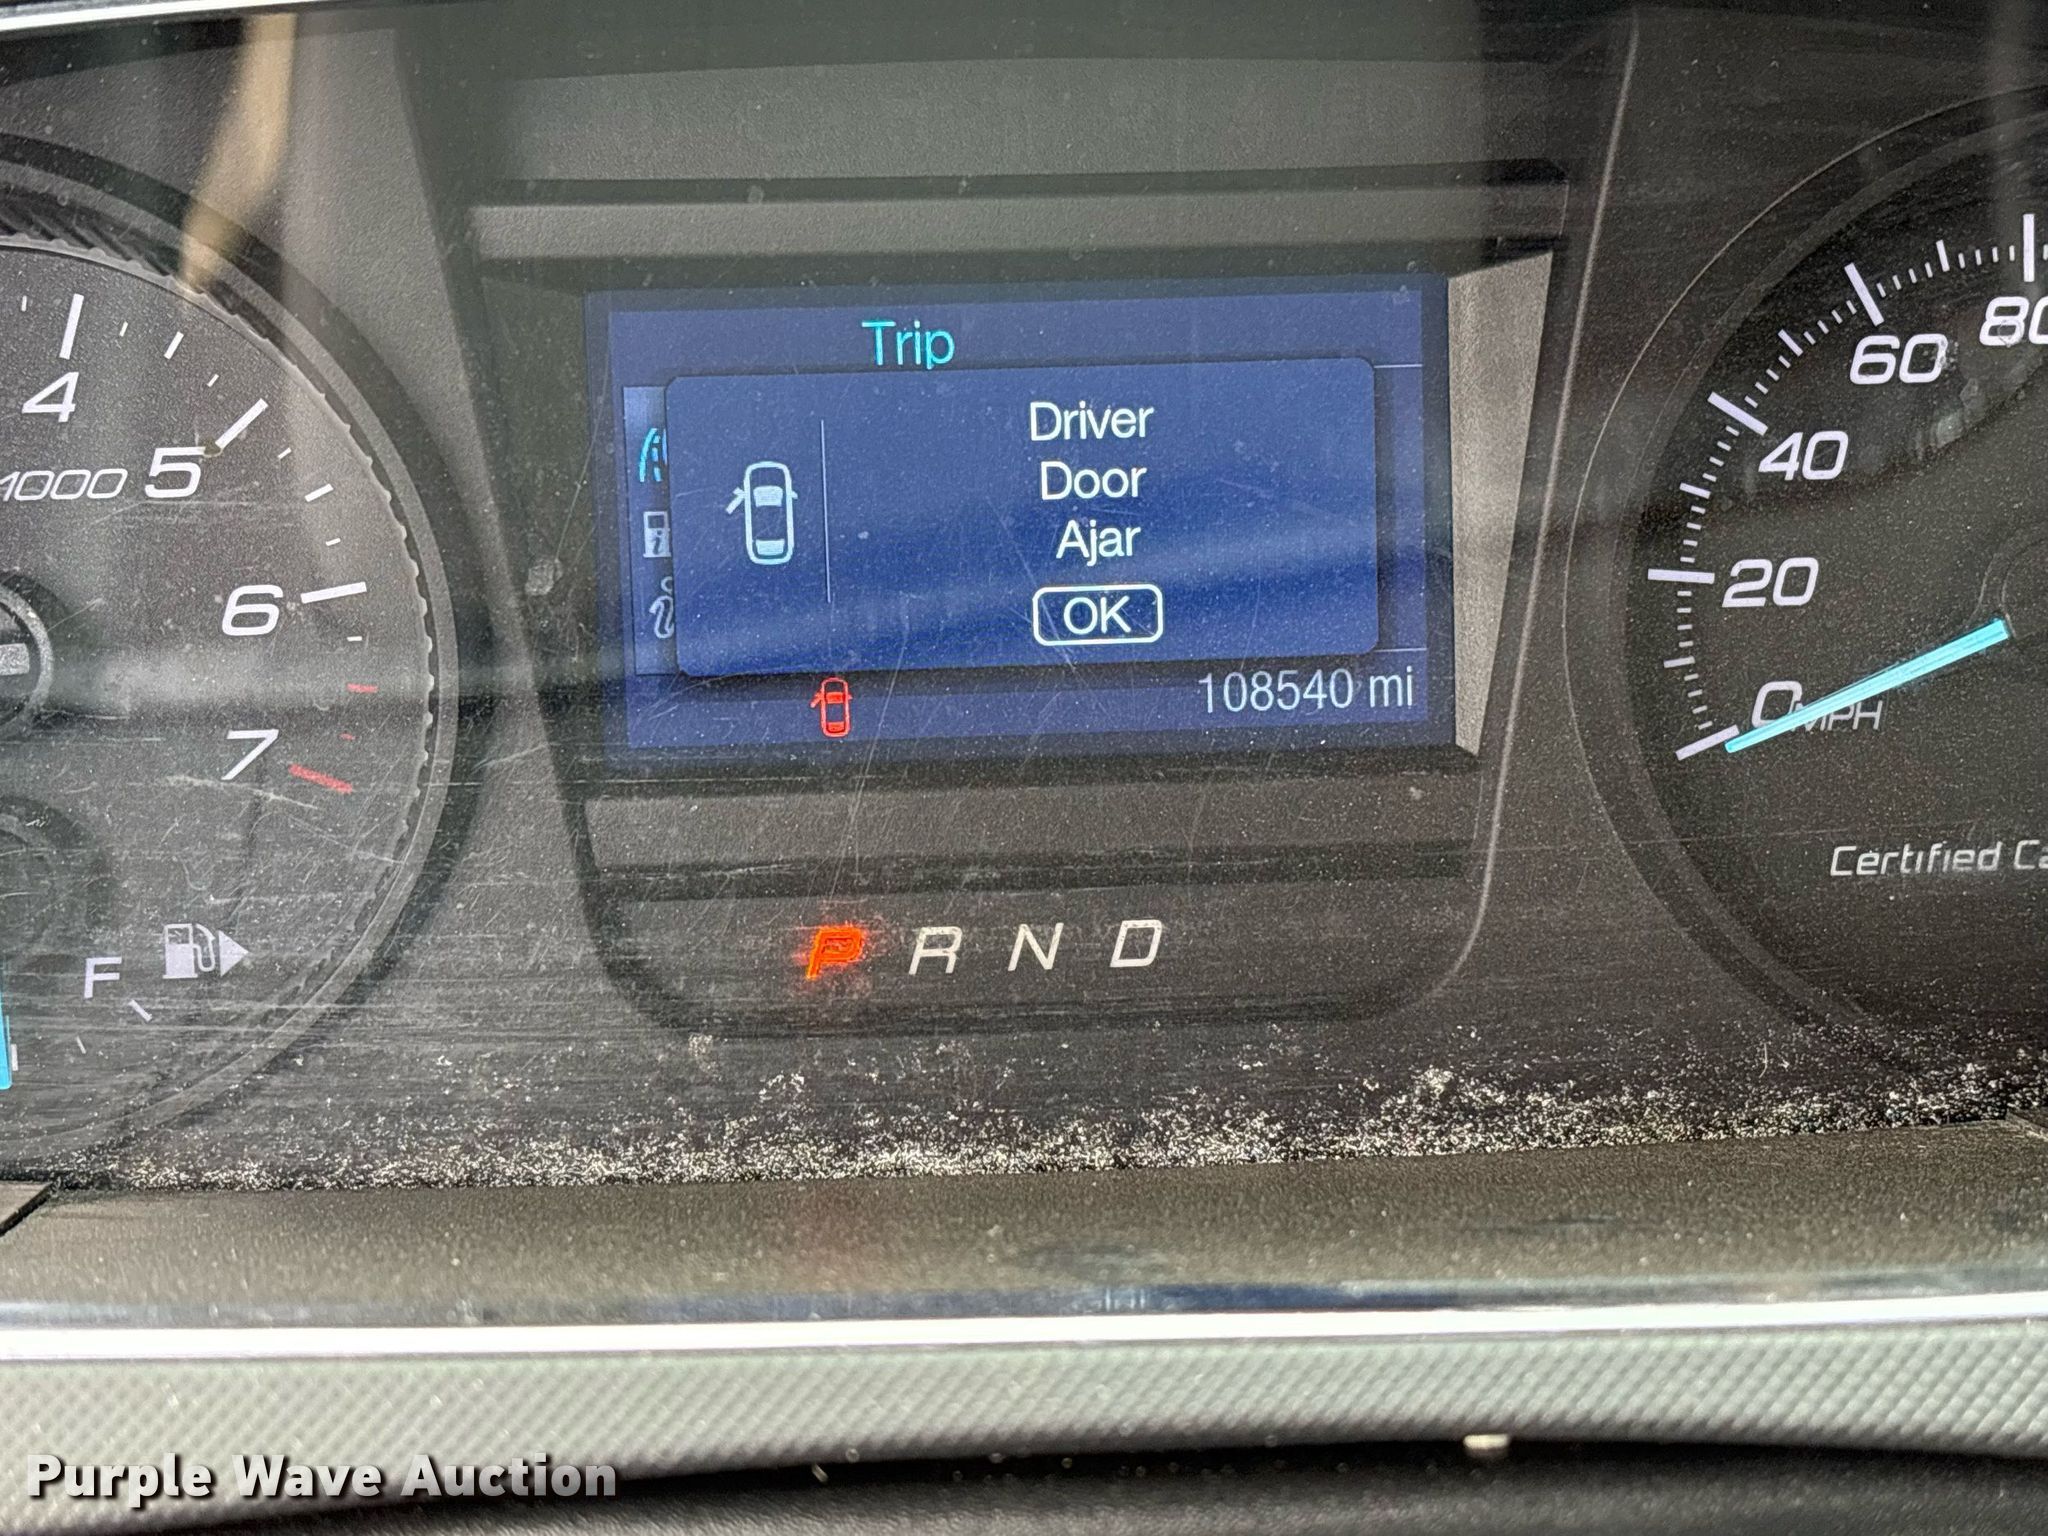 Trip
Driver
Door
Ajar
OK
108540 mi
4
1000
5
6
7
F
80
60
40
20
0
MPH
Certified
P R N D
Purple Wave Auction